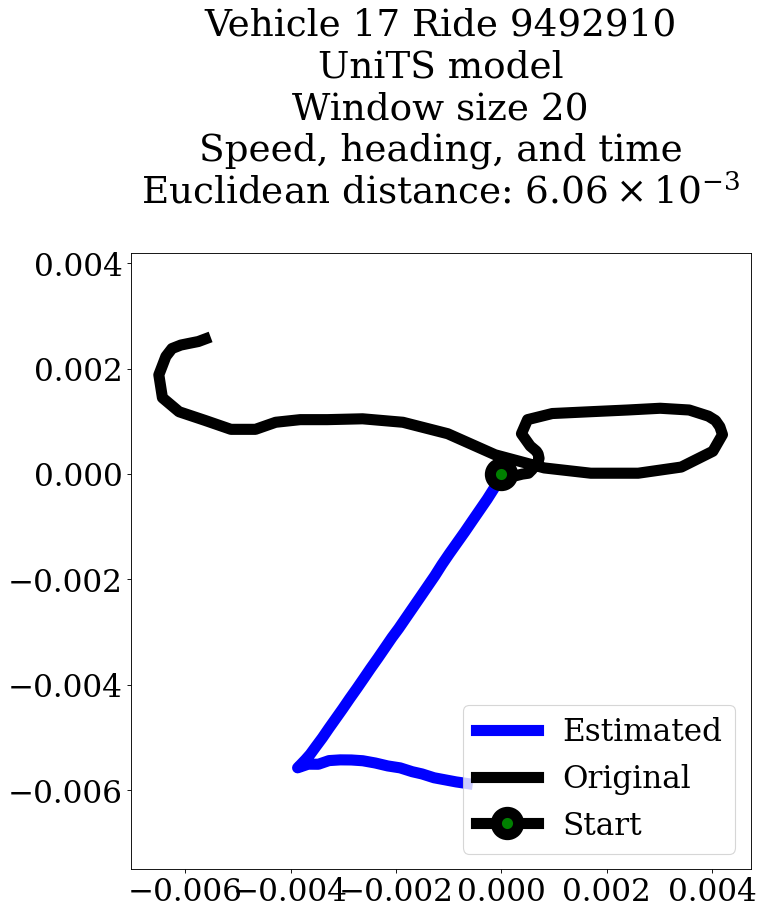 Vehicle 17 Ride 9492910
UniTS model
Window size 20
Speed, heading, and time
Euclidean distance: 6.06 × 10⁻³
0.004
0.002
0.000
−0.002
−0.004
−0.006
Estimated
Original
Start
−0.006 −0.004 −0.002 0.000 0.002 0.004